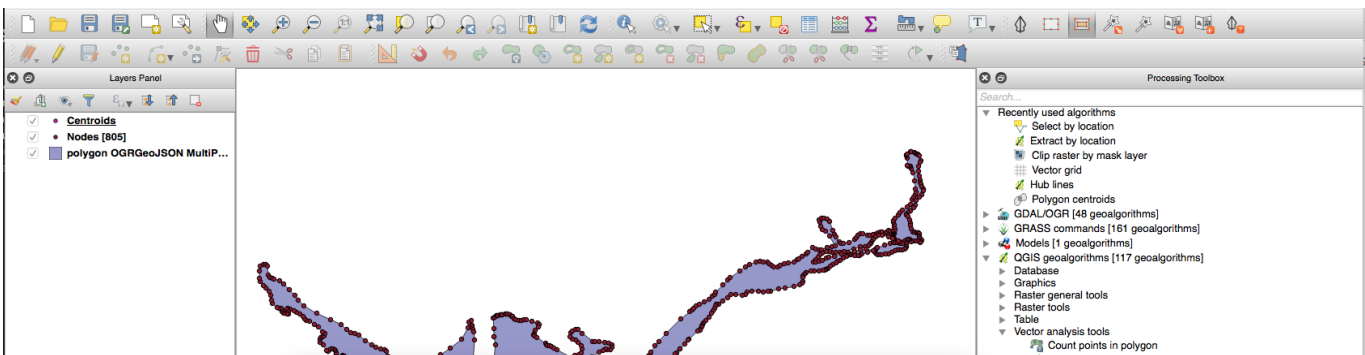 Layers Panel
Centroids
Nodes [805]
polygon OGRGeoJSON MultiP...
Processing Toolbox
Search...
Recently used algorithms
Select by location
Extract by location
Clip raster by mask layer
Vector grid
Hub lines
Polygon centroids
GDAL/OGR [48 geoalgorithms]
GRASS commands [161 geoalgorithms]
Models [1 geoalgorithms]
QGIS geoalgorithms [117 geoalgorithms]
Database
Graphics
Raster general tools
Raster tools
Table
Vector analysis tools
Count points in polygon